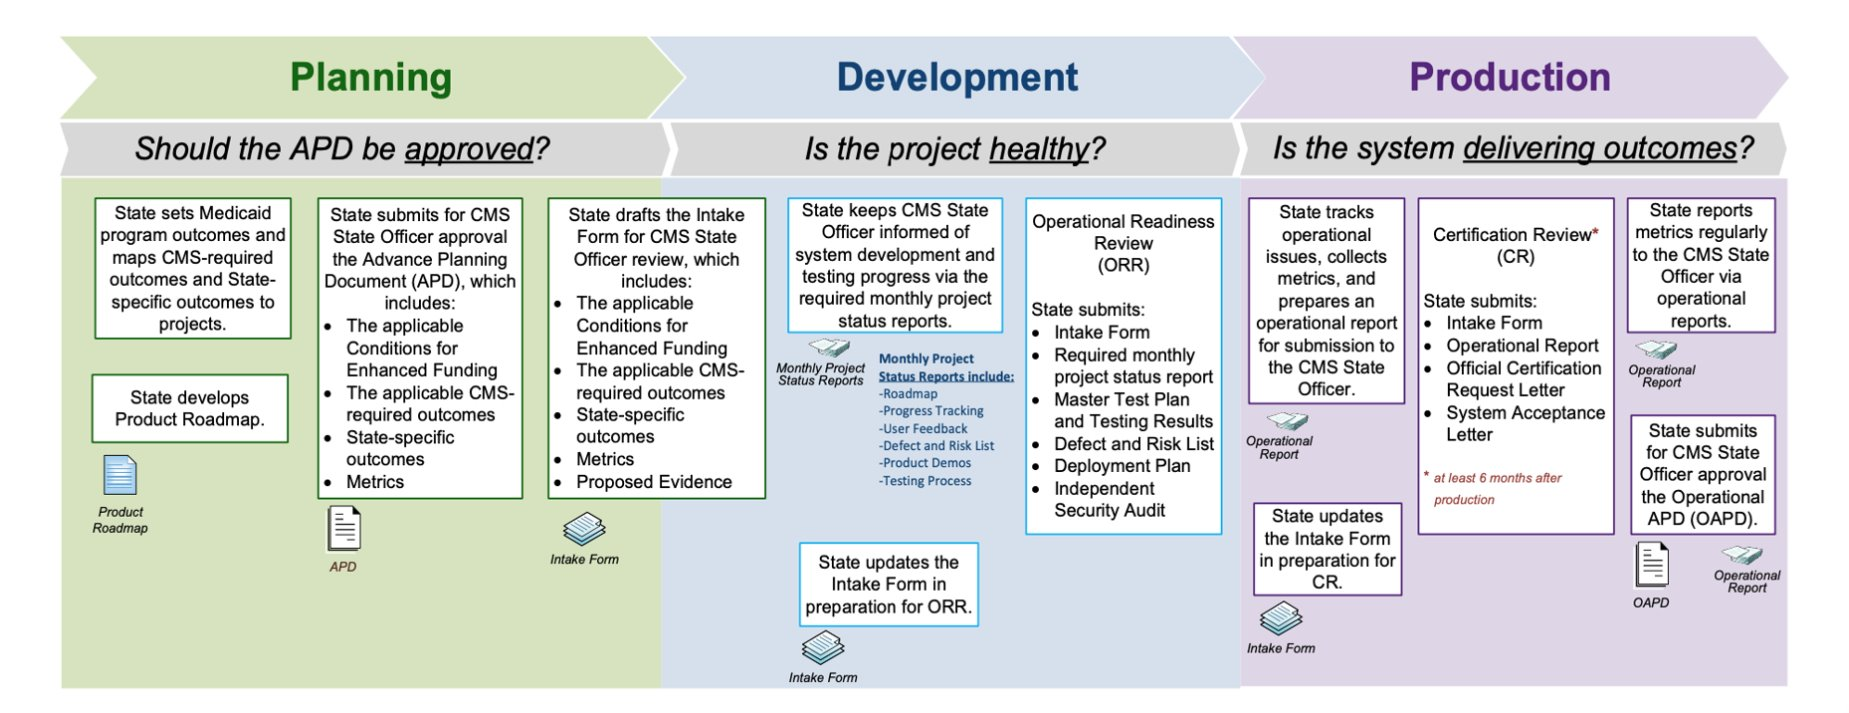 Planning
Development
Production
Should the APD be approved?
Is the project healthy?
Is the system delivering outcomes?
State sets Medicaid
program outcomes and
maps CMS-required
outcomes and State-
specific outcomes to
projects.
State develops
Product Roadmap.
Product
Roadmap
State submits for CMS
State Officer approval
the Advance Planning
Document (APD), which
includes:
• The applicable
Conditions for
Enhanced Funding
• The applicable CMS-
required outcomes
• State-specific
outcomes
• Metrics
APD
State drafts the Intake
Form for CMS State
Officer review, which
includes:
• The applicable
Conditions for
Enhanced Funding
• The applicable CMS-
required outcomes
• State-specific
outcomes
• Metrics
• Proposed Evidence
Intake Form
State keeps CMS State
Officer informed of
system development and
testing progress via the
required monthly project
status reports.
Monthly Project
Status Reports
Monthly Project
Status Reports include:
-Roadmap
-Progress Tracking
-User Feedback
-Defect and Risk List
-Product Demos
-Testing Process
State updates the
Intake Form in
preparation for ORR.
Intake Form
Operational Readiness
Review
(ORR)
State submits:
• Intake Form
• Required monthly
project status report
• Master Test Plan
and Testing Results
• Defect and Risk List
• Deployment Plan
• Independent
Security Audit
State tracks
operational
issues, collects
metrics, and
prepares an
operational report
for submission to
the CMS State
Officer.
Operational
Report
State updates
the Intake Form
in preparation for
CR.
Intake Form
Certification Review*
(CR)
State submits:
• Intake Form
• Operational Report
• Official Certification
Request Letter
• System Acceptance
Letter
* at least 6 months after
production
State reports
metrics regularly
to the CMS State
Officer via
operational
reports.
Operational
Report
State submits
for CMS State
Officer approval
the Operational
APD (OAPD).
OAPD
Operational
Report